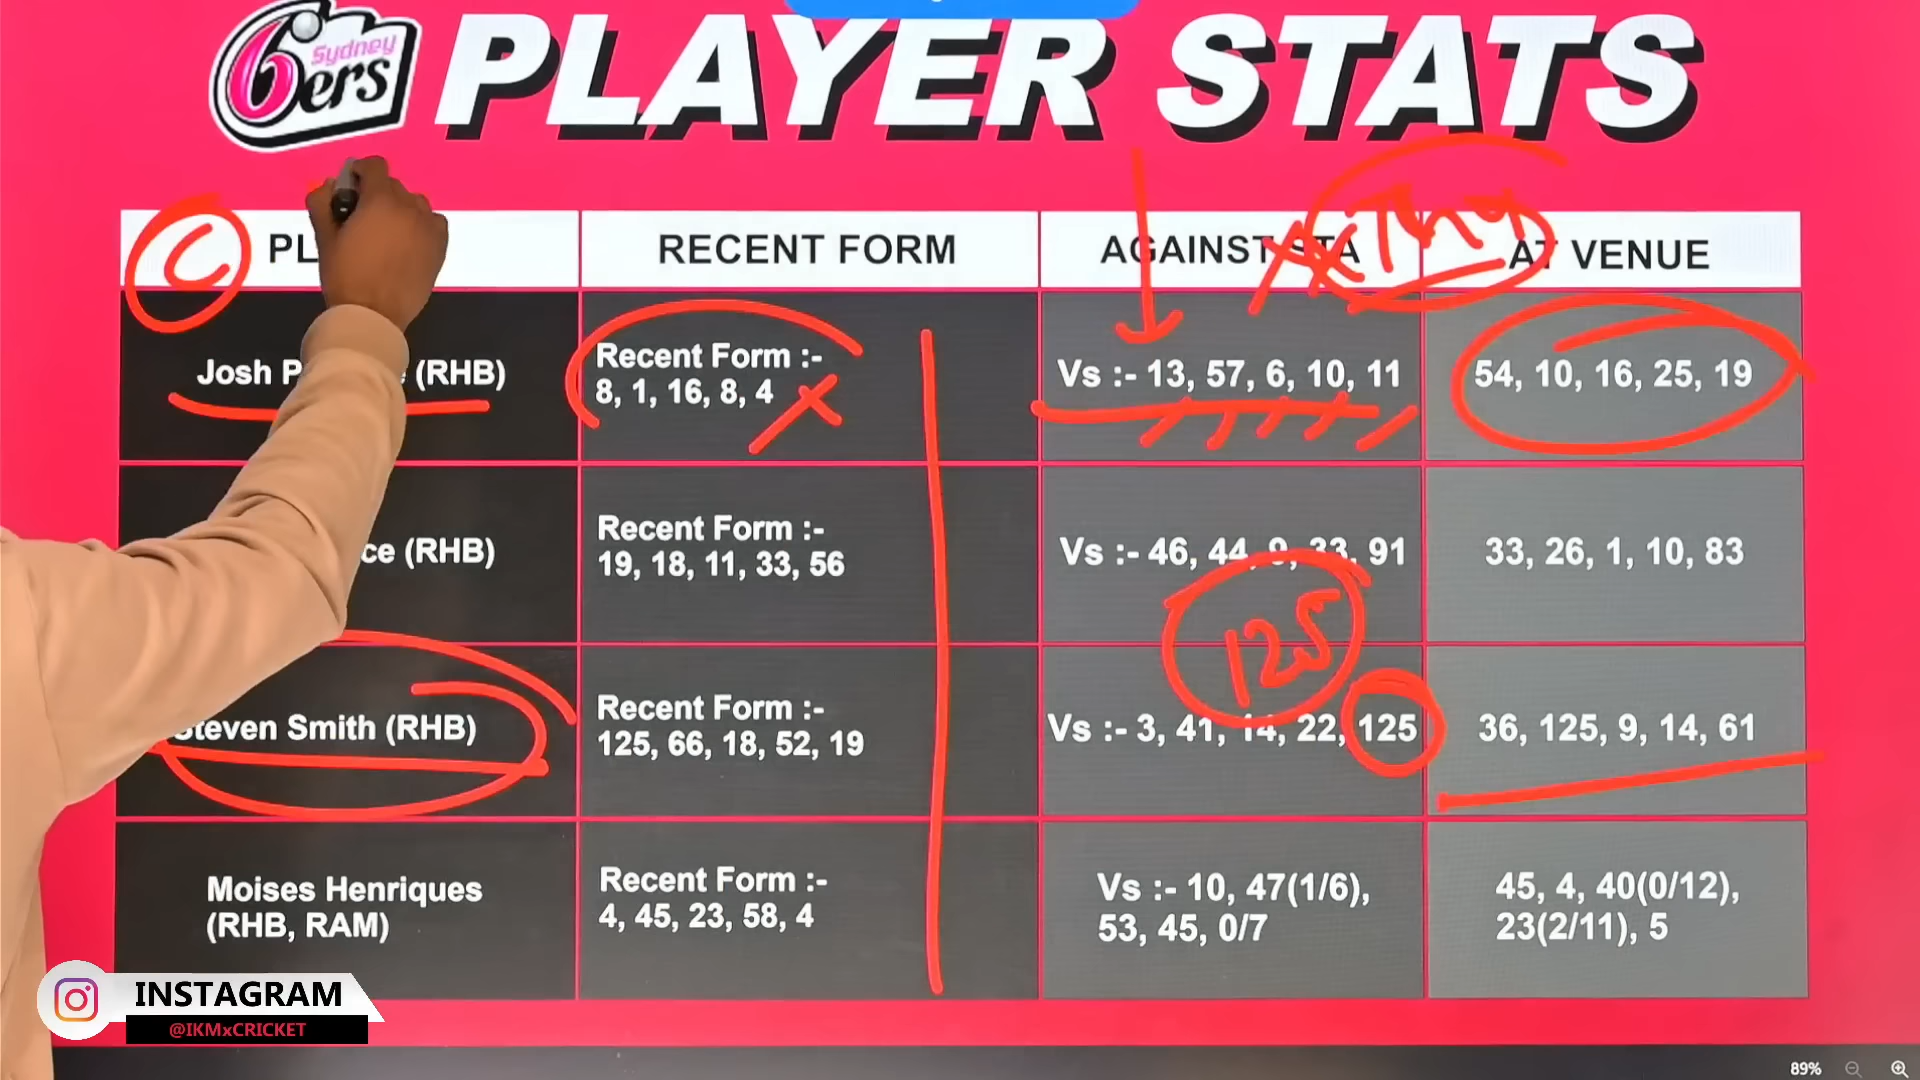 Sydney
6ers
PLAYER STATS
C
PL
RECENT FORM
AGAINST STA
AT VENUE
Josh P
(RHB)
Recent Form :-
8, 1, 16, 8, 4
Vs :- 13, 57, 6, 10, 11
54, 10, 16, 25, 19
ce (RHB)
Recent Form :-
19, 18, 11, 33, 56
Vs :- 46, 44, 9, 33, 91
33, 26, 1, 10, 83
125
Steven Smith (RHB)
Recent Form :-
125, 66, 18, 52, 19
Vs :- 3, 41, 14, 22, 125
36, 125, 9, 14, 61
Moises Henriques
(RHB, RAM)
Recent Form :-
4, 45, 23, 58, 4
Vs :- 10, 47(1/6),
53, 45, 0/7
45, 4, 40(0/12),
23(2/11), 5
INSTAGRAM
@IKMxCRICKET
89%